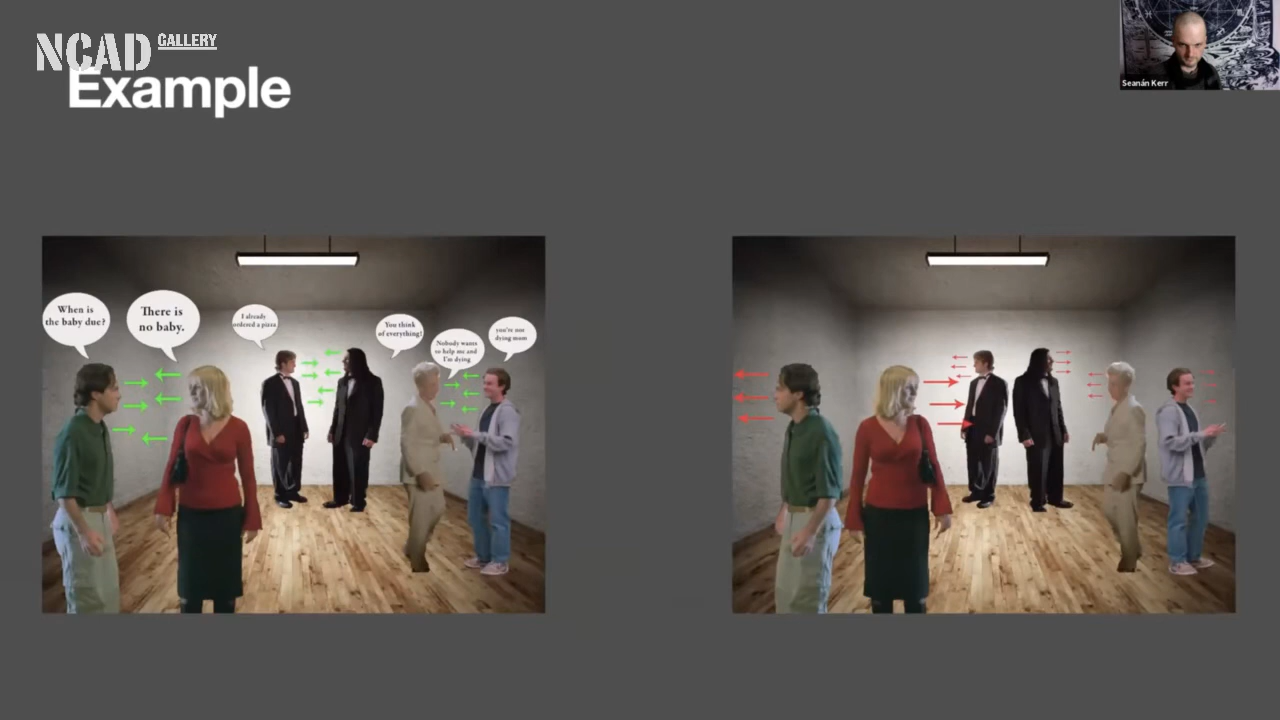 NCAD GALLERY
Example
Seanán Kerr
When is
the baby due?
There is
no baby.
I already
ordered a pizza
You think
of everything!
Nobody wants
to help me and
I'm dying
you're not
dying mum